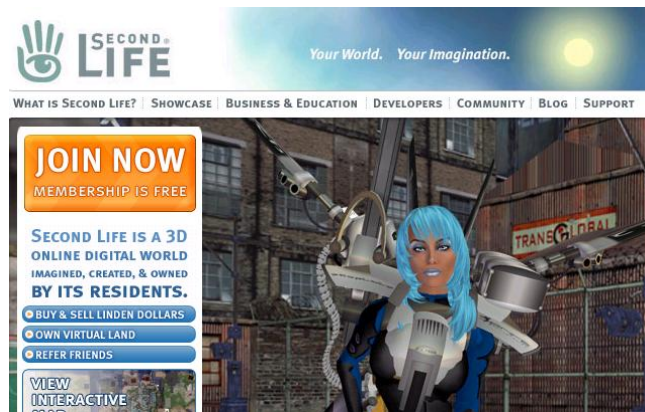 SECOND
LIFE
Your World. Your Imagination.
WHAT IS SECOND LIFE? SHOWCASE BUSINESS & EDUCATION DEVELOPERS COMMUNITY BLOG SUPPORT
JOIN NOW
MEMBERSHIP IS FREE
SECOND LIFE IS A 3D
ONLINE DIGITAL WORLD
IMAGINED, CREATED, & OWNED
BY ITS RESIDENTS.
BUY & SELL LINDEN DOLLARS
OWN VIRTUAL LAND
REFER FRIENDS
VIEW
INTERACTIVE
MAP
TRANSGLOBAL